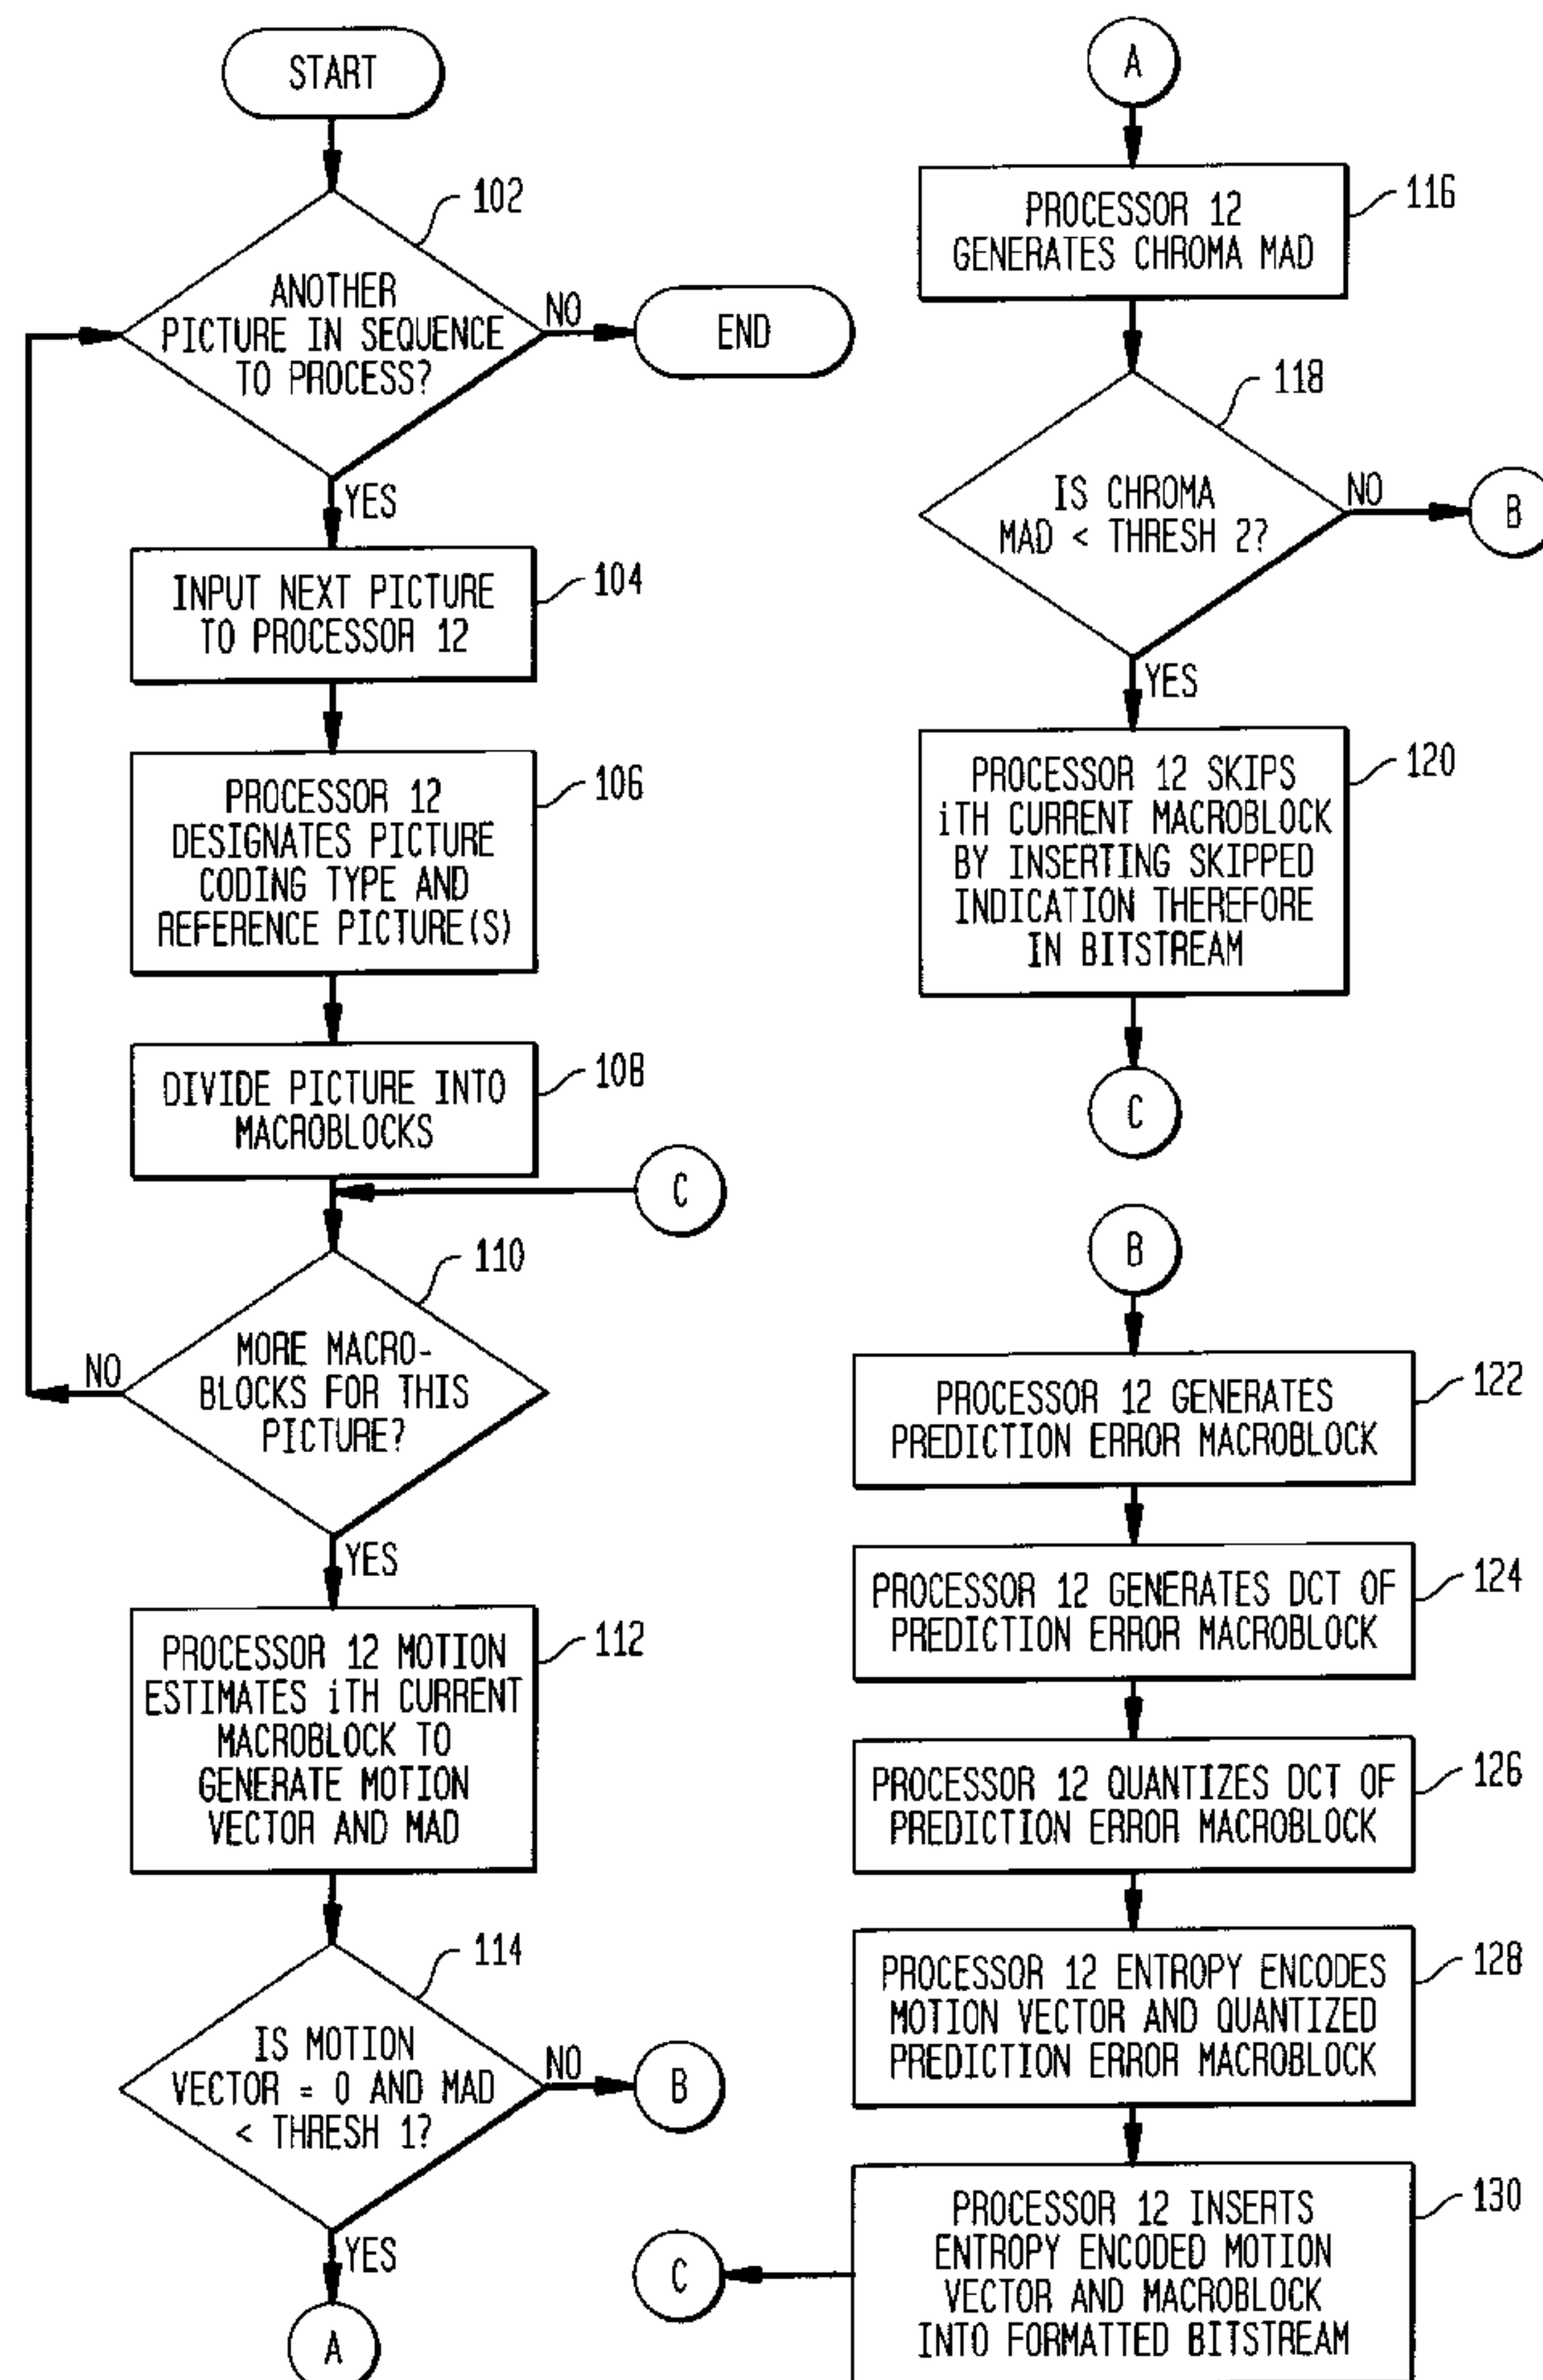 START
102
ANOTHER
PICTURE IN SEQUENCE
TO PROCESS?
NO
END
YES
INPUT NEXT PICTURE
TO PROCESSOR 12
104
PROCESSOR 12
DESIGNATES PICTURE
CODING TYPE AND
REFERENCE PICTURE(S)
106
DIVIDE PICTURE INTO
MACROBLOCKS
108
C
110
MORE MACRO-
BLOCKS FOR THIS
PICTURE?
NO
YES
PROCESSOR 12 MOTION
ESTIMATES iTH CURRENT
MACROBLOCK TO
GENERATE MOTION
VECTOR AND MAD
112
114
IS MOTION
VECTOR = 0 AND MAD
< THRESH 1?
NO
B
YES
A
A
PROCESSOR 12
GENERATES CHROMA MAD
116
118
IS CHROMA
MAD < THRESH 2?
NO
B
YES
PROCESSOR 12 SKIPS
iTH CURRENT MACROBLOCK
BY INSERTING SKIPPED
INDICATION THEREFORE
IN BITSTREAM
120
C
B
PROCESSOR 12 GENERATES
PREDICTION ERROR MACROBLOCK
122
PROCESSOR 12 GENERATES DCT OF
PREDICTION ERROR MACROBLOCK
124
PROCESSOR 12 QUANTIZES DCT OF
PREDICTION ERROR MACROBLOCK
126
PROCESSOR 12 ENTROPY ENCODES
MOTION VECTOR AND QUANTIZED
PREDICTION ERROR MACROBLOCK
128
PROCESSOR 12 INSERTS
ENTROPY ENCODED MOTION
VECTOR AND MACROBLOCK
INTO FORMATTED BITSTREAM
130
C